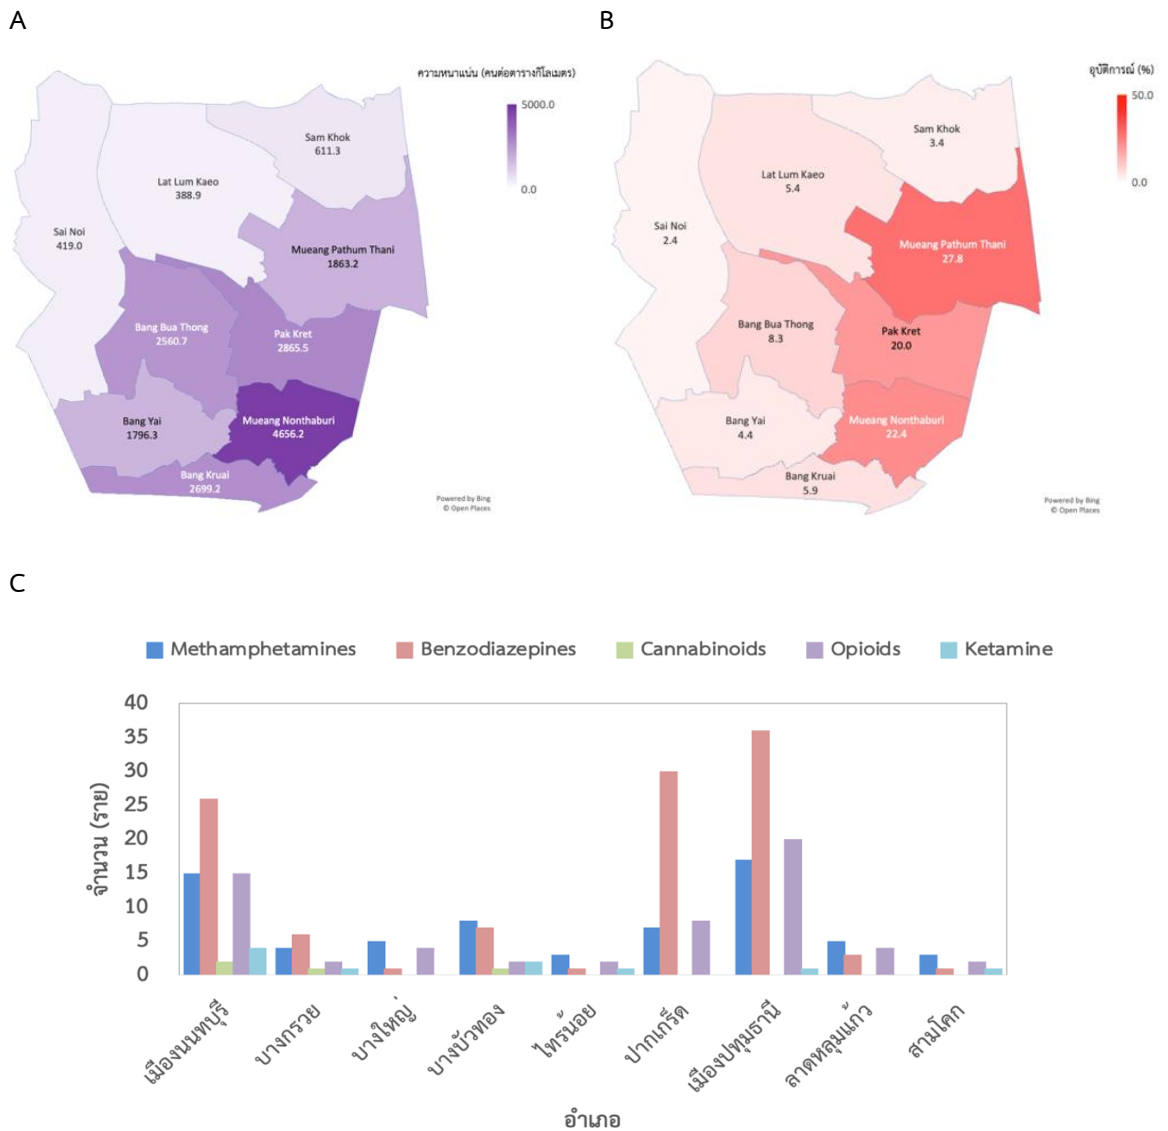 A
B
ความหนาแน่น (คนต่อตารางกิโลเมตร)
5000.0
0.0
Sam Khok
611.3
Lat Lum Kaeo
388.9
Sai Noi
419.0
Mueang Pathum Thani
1863.2
Bang Bua Thong
2560.7
Pak Kret
2865.5
Bang Yai
1796.3
Mueang Nonthaburi
4656.2
Bang Kruai
2699.2
Powered by Bing
© Open Places
อุบัติการณ์ (%)
50.0
0.0
Sam Khok
3.4
Lat Lum Kaeo
5.4
Sai Noi
2.4
Mueang Pathum Thani
27.8
Bang Bua Thong
8.3
Pak Kret
20.0
Bang Yai
4.4
Mueang Nonthaburi
22.4
Bang Kruai
5.9
Powered by Bing
© Open Places
C
Methamphetamines Benzodiazepines Cannabinoids Opioids Ketamine
จำนวน (ราย)
40
35
30
25
20
15
10
5
0
เมืองนนทบุรี
บางกรวย
บางใหญ่
บางบัวทอง
ไทรน้อย
ปากเกร็ด
เมืองปทุมธานี
ลาดหลุมแก้ว
สามโคก
อำเภอ